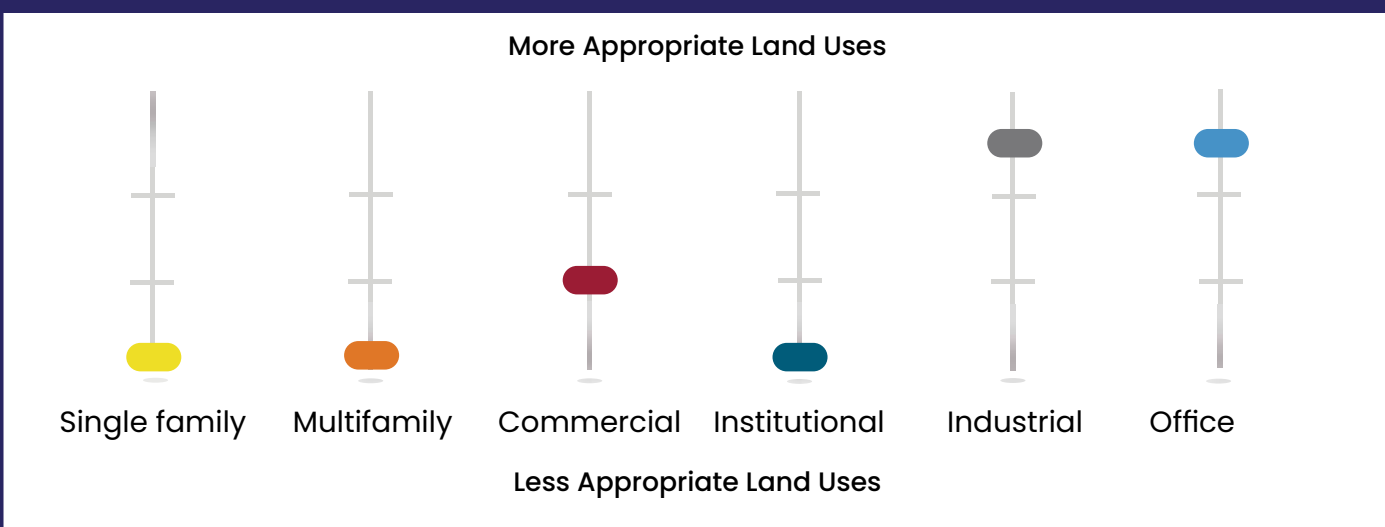 More Appropriate Land Uses
Single family Multifamily Commercial Institutional Industrial Office
Less Appropriate Land Uses